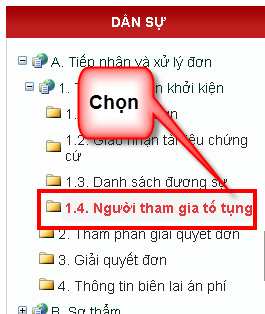 DÂN SỰ
A. Tiếp nhận và xử lý đơn
1. T
n khởi kiện
Chọn
1.
ơn
1.2. Giao nhận tài liệu chứng
cứ
1.3. Danh sách đương sự
1.4. Người tham gia tố tụng
2. Thẩm phán giải quyết đơn
3. Giải quyết đơn
4. Thông tin biên lai án phí
B. Sơ thẩm